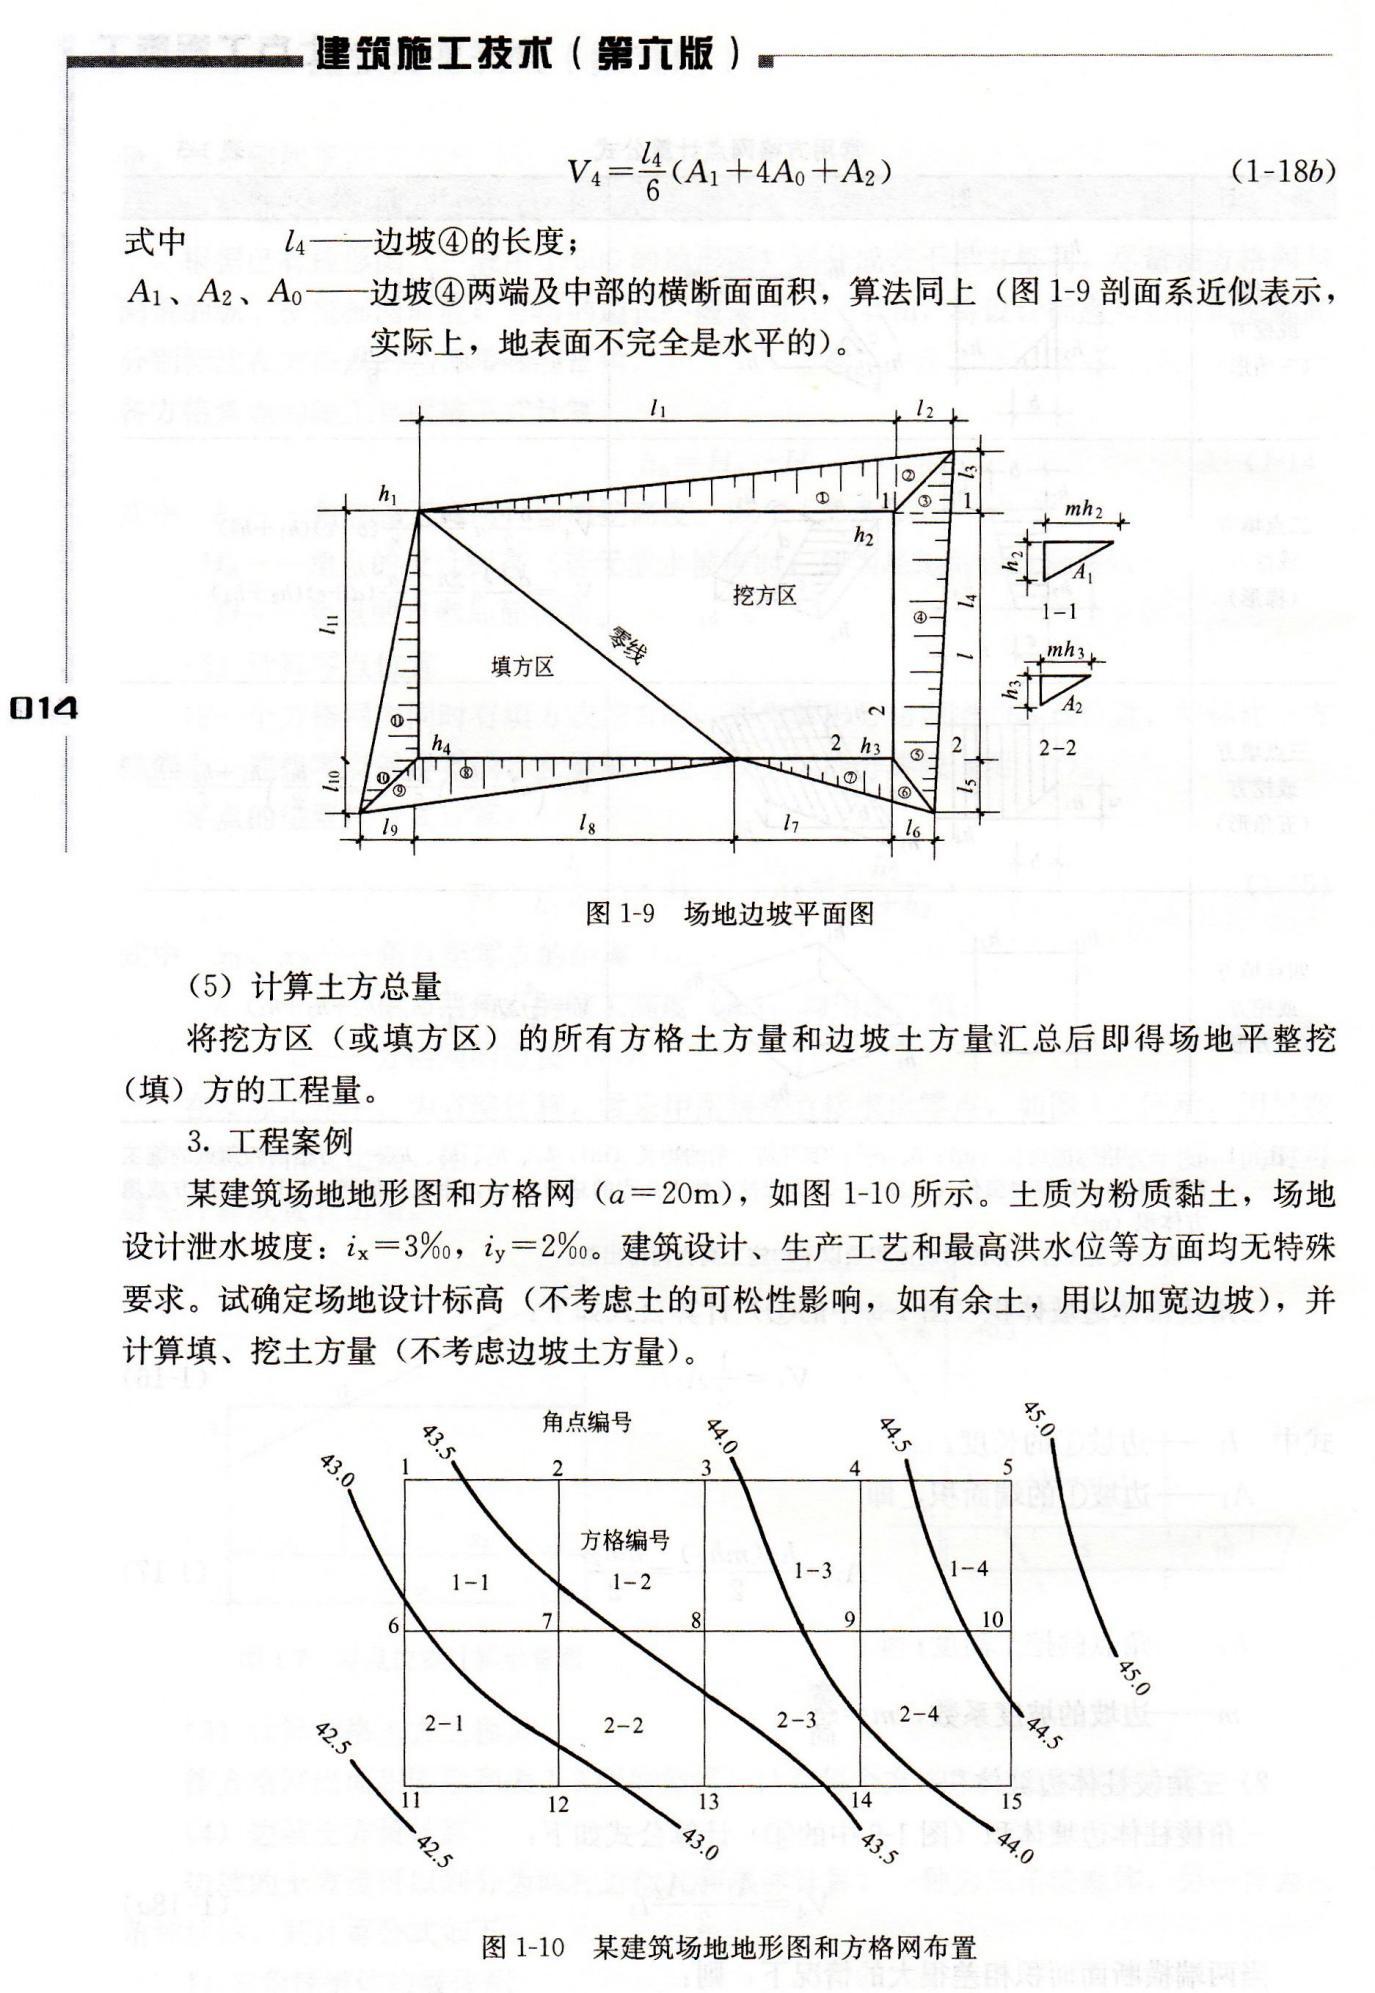 建筑施工技术（第六版）
V₄=l₄/6(A₁+4A₀+A₂) (1-18b)
式中 l₄——边坡④的长度；
A₁、A₂、A₀——边坡④两端及中部的横断面面积，算法同上（图 1-9 剖面系近似表示，
实际上，地表面不完全是水平的）。
l₁ l₂
h₁ ① ② ③ 1 1 l₃
h₂ mh₂
h₂ A₁
1-1
挖方区 ④ l₄
l₁₁ 零线 l
填方区 mh₃
h₃ A₂
014
⑪ 2
h₄ 2 h₃ ⑤ 2 2-2
l₁₀ ⑩ ⑨ ⑧ ⑦ ⑥ l₅
l₉ l₈ l₇ l₆
图 1-9 场地边坡平面图
（5）计算土方总量
将挖方区（或填方区）的所有方格土方量和边坡土方量汇总后即得场地平整挖
（填）方的工程量。
3. 工程案例
某建筑场地地形图和方格网（a＝20m），如图 1-10 所示。土质为粉质黏土，场地
设计泄水坡度：iₓ＝3‰，i_y＝2‰。建筑设计、生产工艺和最高洪水位等方面均无特殊
要求。试确定场地设计标高（不考虑土的可松性影响，如有余土，用以加宽边坡），并
计算填、挖土方量（不考虑边坡土方量）。
43.0 43.5 角点编号 44.0 44.5 45.0
1 2 3 4 5
方格编号
1-1 1-2 1-3 1-4
6 7 8 9 10
45.0
2-1 2-2 2-3 2-4
42.5 44.5
11 12 13 14 15
42.5 43.0 43.5 44.0
图 1-10 某建筑场地地形图和方格网布置